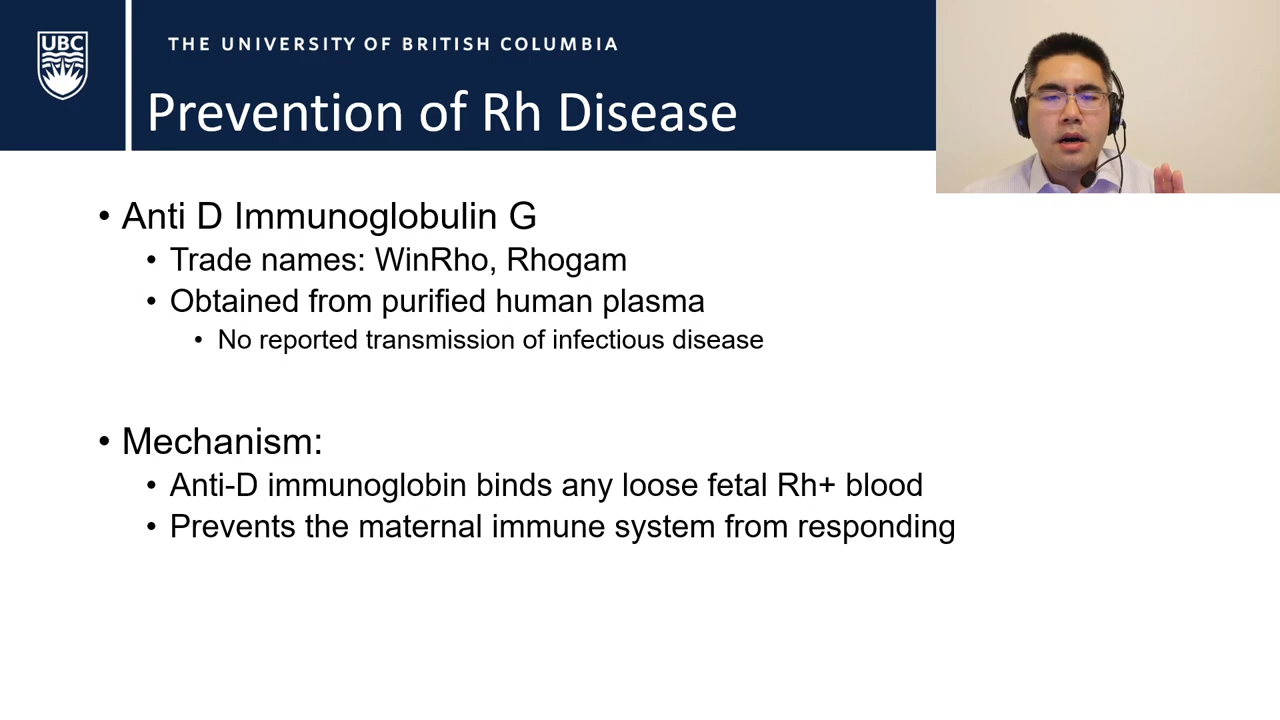 UBC
THE UNIVERSITY OF BRITISH COLUMBIA
Prevention of Rh Disease
• Anti D Immunoglobulin G
• Trade names: WinRho, Rhogam
• Obtained from purified human plasma
• No reported transmission of infectious disease
• Mechanism:
• Anti-D immunoglobin binds any loose fetal Rh+ blood
• Prevents the maternal immune system from responding